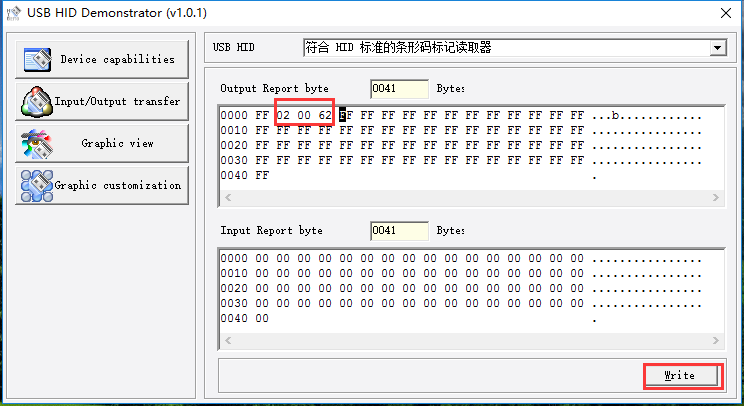 USB HID Demonstrator (v1.0.1)
Device capabilities
Input/Output transfer
Graphic view
Graphic customization
USB HID 符合 HID 标准的条形码标记读取器
Output Report byte 0041 Bytes
0000 FF 02 00 62 FF FF FF FF FF FF FF FF FF FF FF FF ...b............
0010 FF FF FF FF FF FF FF FF FF FF FF FF FF FF FF FF ................
0020 FF FF FF FF FF FF FF FF FF FF FF FF FF FF FF FF ................
0030 FF FF FF FF FF FF FF FF FF FF FF FF FF FF FF FF ................
0040 FF .
Input Report byte 0041 Bytes
0000 00 00 00 00 00 00 00 00 00 00 00 00 00 00 00 00 ................
0010 00 00 00 00 00 00 00 00 00 00 00 00 00 00 00 00 ................
0020 00 00 00 00 00 00 00 00 00 00 00 00 00 00 00 00 ................
0030 00 00 00 00 00 00 00 00 00 00 00 00 00 00 00 00 ................
0040 00 .
Write